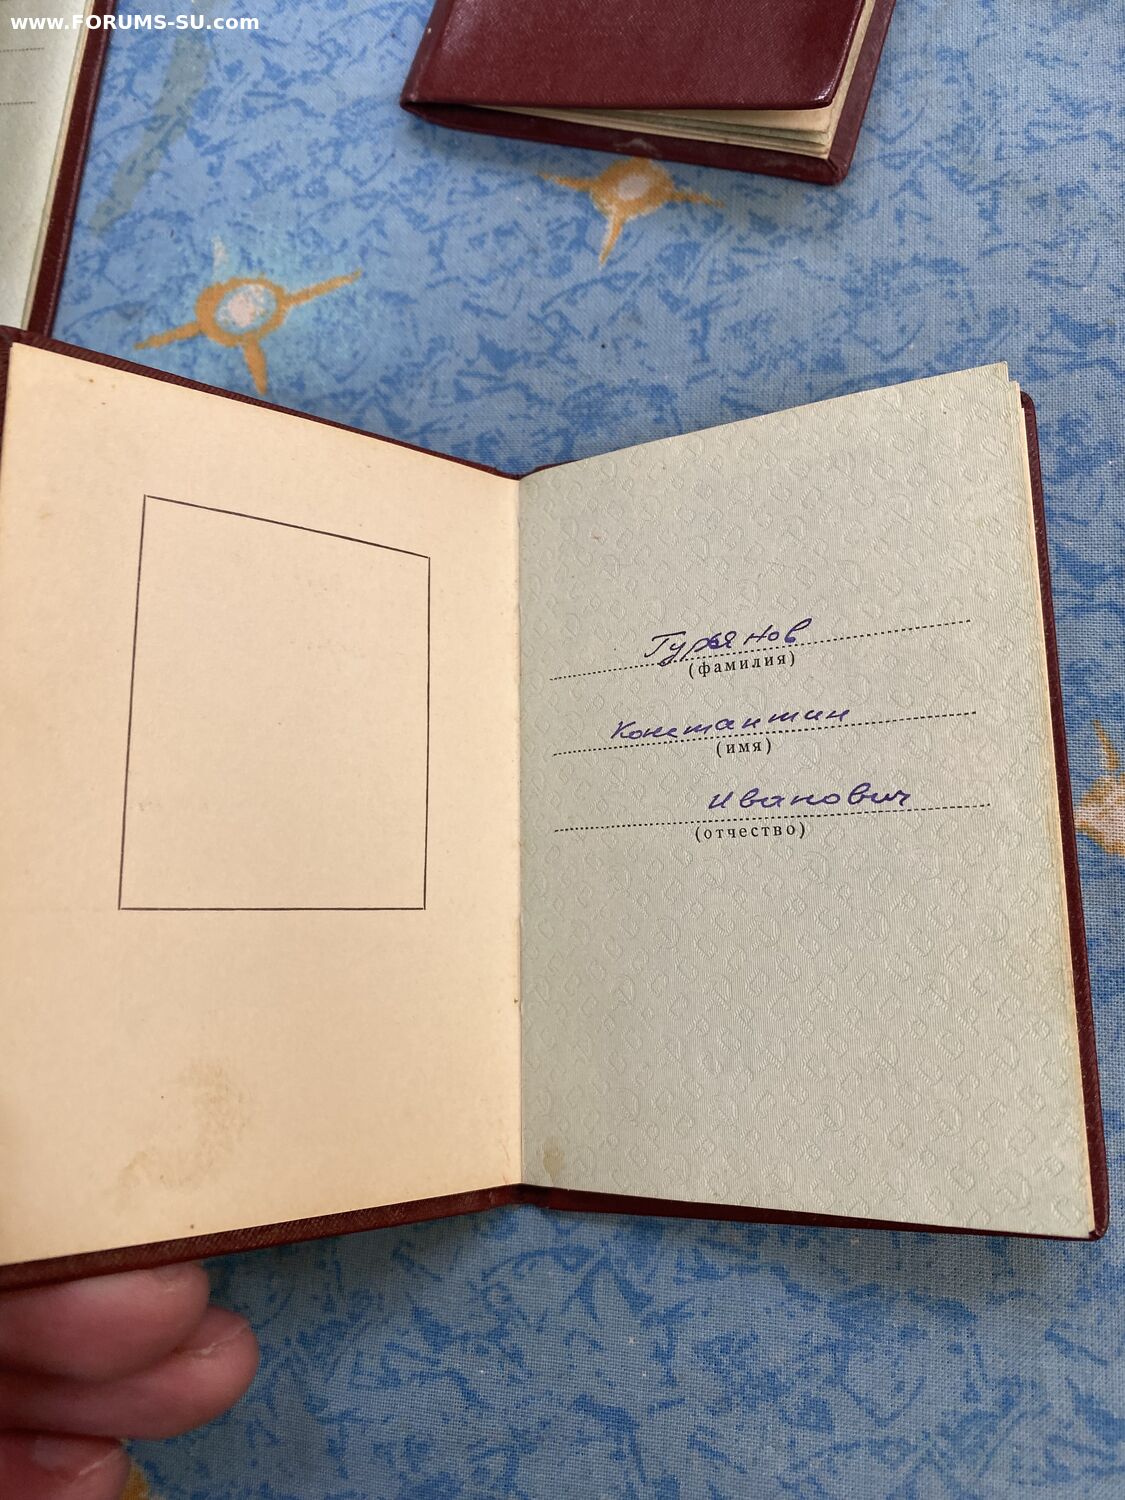 www.FORUMS-SU.com
Гурьянов
(фамилия)
Константин
(имя)
Иванович
(отчество)